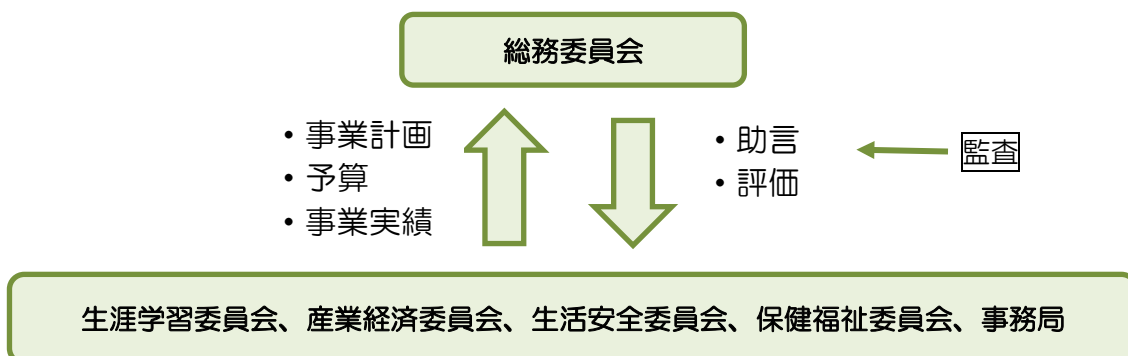 総務委員会
・事業計画
・予算
・事業実績
・助言
・評価
監査
生涯学習委員会、産業経済委員会、生活安全委員会、保健福祉委員会、事務局